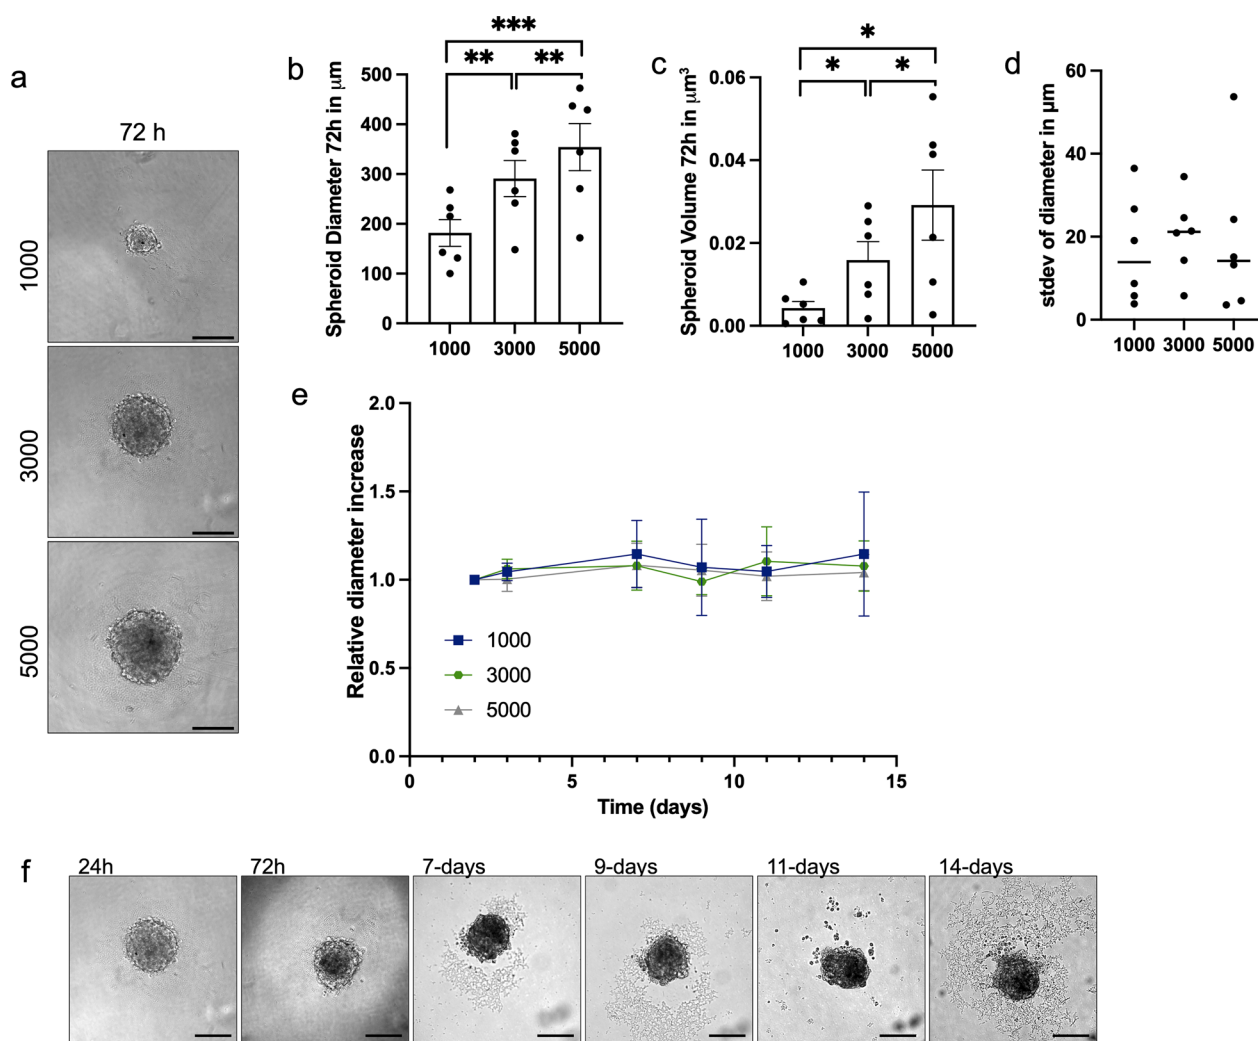 a
72 h
1000
3000
5000
b
Spheroid Diameter 72h in μm
500
400
300
200
100
0
***
**
**
1000
3000
5000
c
Spheroid Volume 72h in μm³
0.06
0.04
0.02
0.00
*
*
*
1000
3000
5000
d
stdev of diameter in μm
60
40
20
0
1000
3000
5000
e
Relative diameter increase
2.0
1.5
1.0
0.5
0.0
1000
3000
5000
0
5
10
15
Time (days)
f
24h
72h
7-days
9-days
11-days
14-days